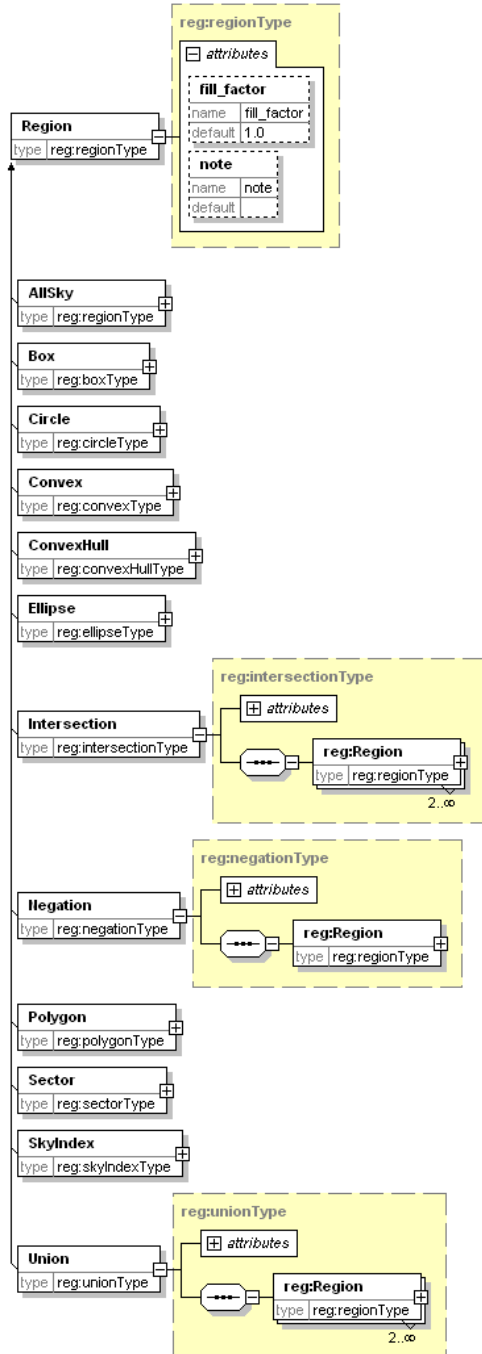 reg:regionType
attributes
fill_factor
name fill_factor
default 1.0
note
name note
default
Region
type reg:regionType
AllSky
type reg:regionType
Box
type reg:boxType
Circle
type reg:circleType
Convex
type reg:convexType
ConvexHull
type reg:convexHullType
Ellipse
type reg:ellipseType
reg:intersectionType
attributes
Intersection
type reg:intersectionType
reg:Region
type reg:regionType
2..∞
reg:negationType
attributes
Negation
type reg:negationType
reg:Region
type reg:regionType
Polygon
type reg:polygonType
Sector
type reg:sectorType
SkyIndex
type reg:skyIndexType
reg:unionType
attributes
Union
type reg:unionType
reg:Region
type reg:regionType
2..∞